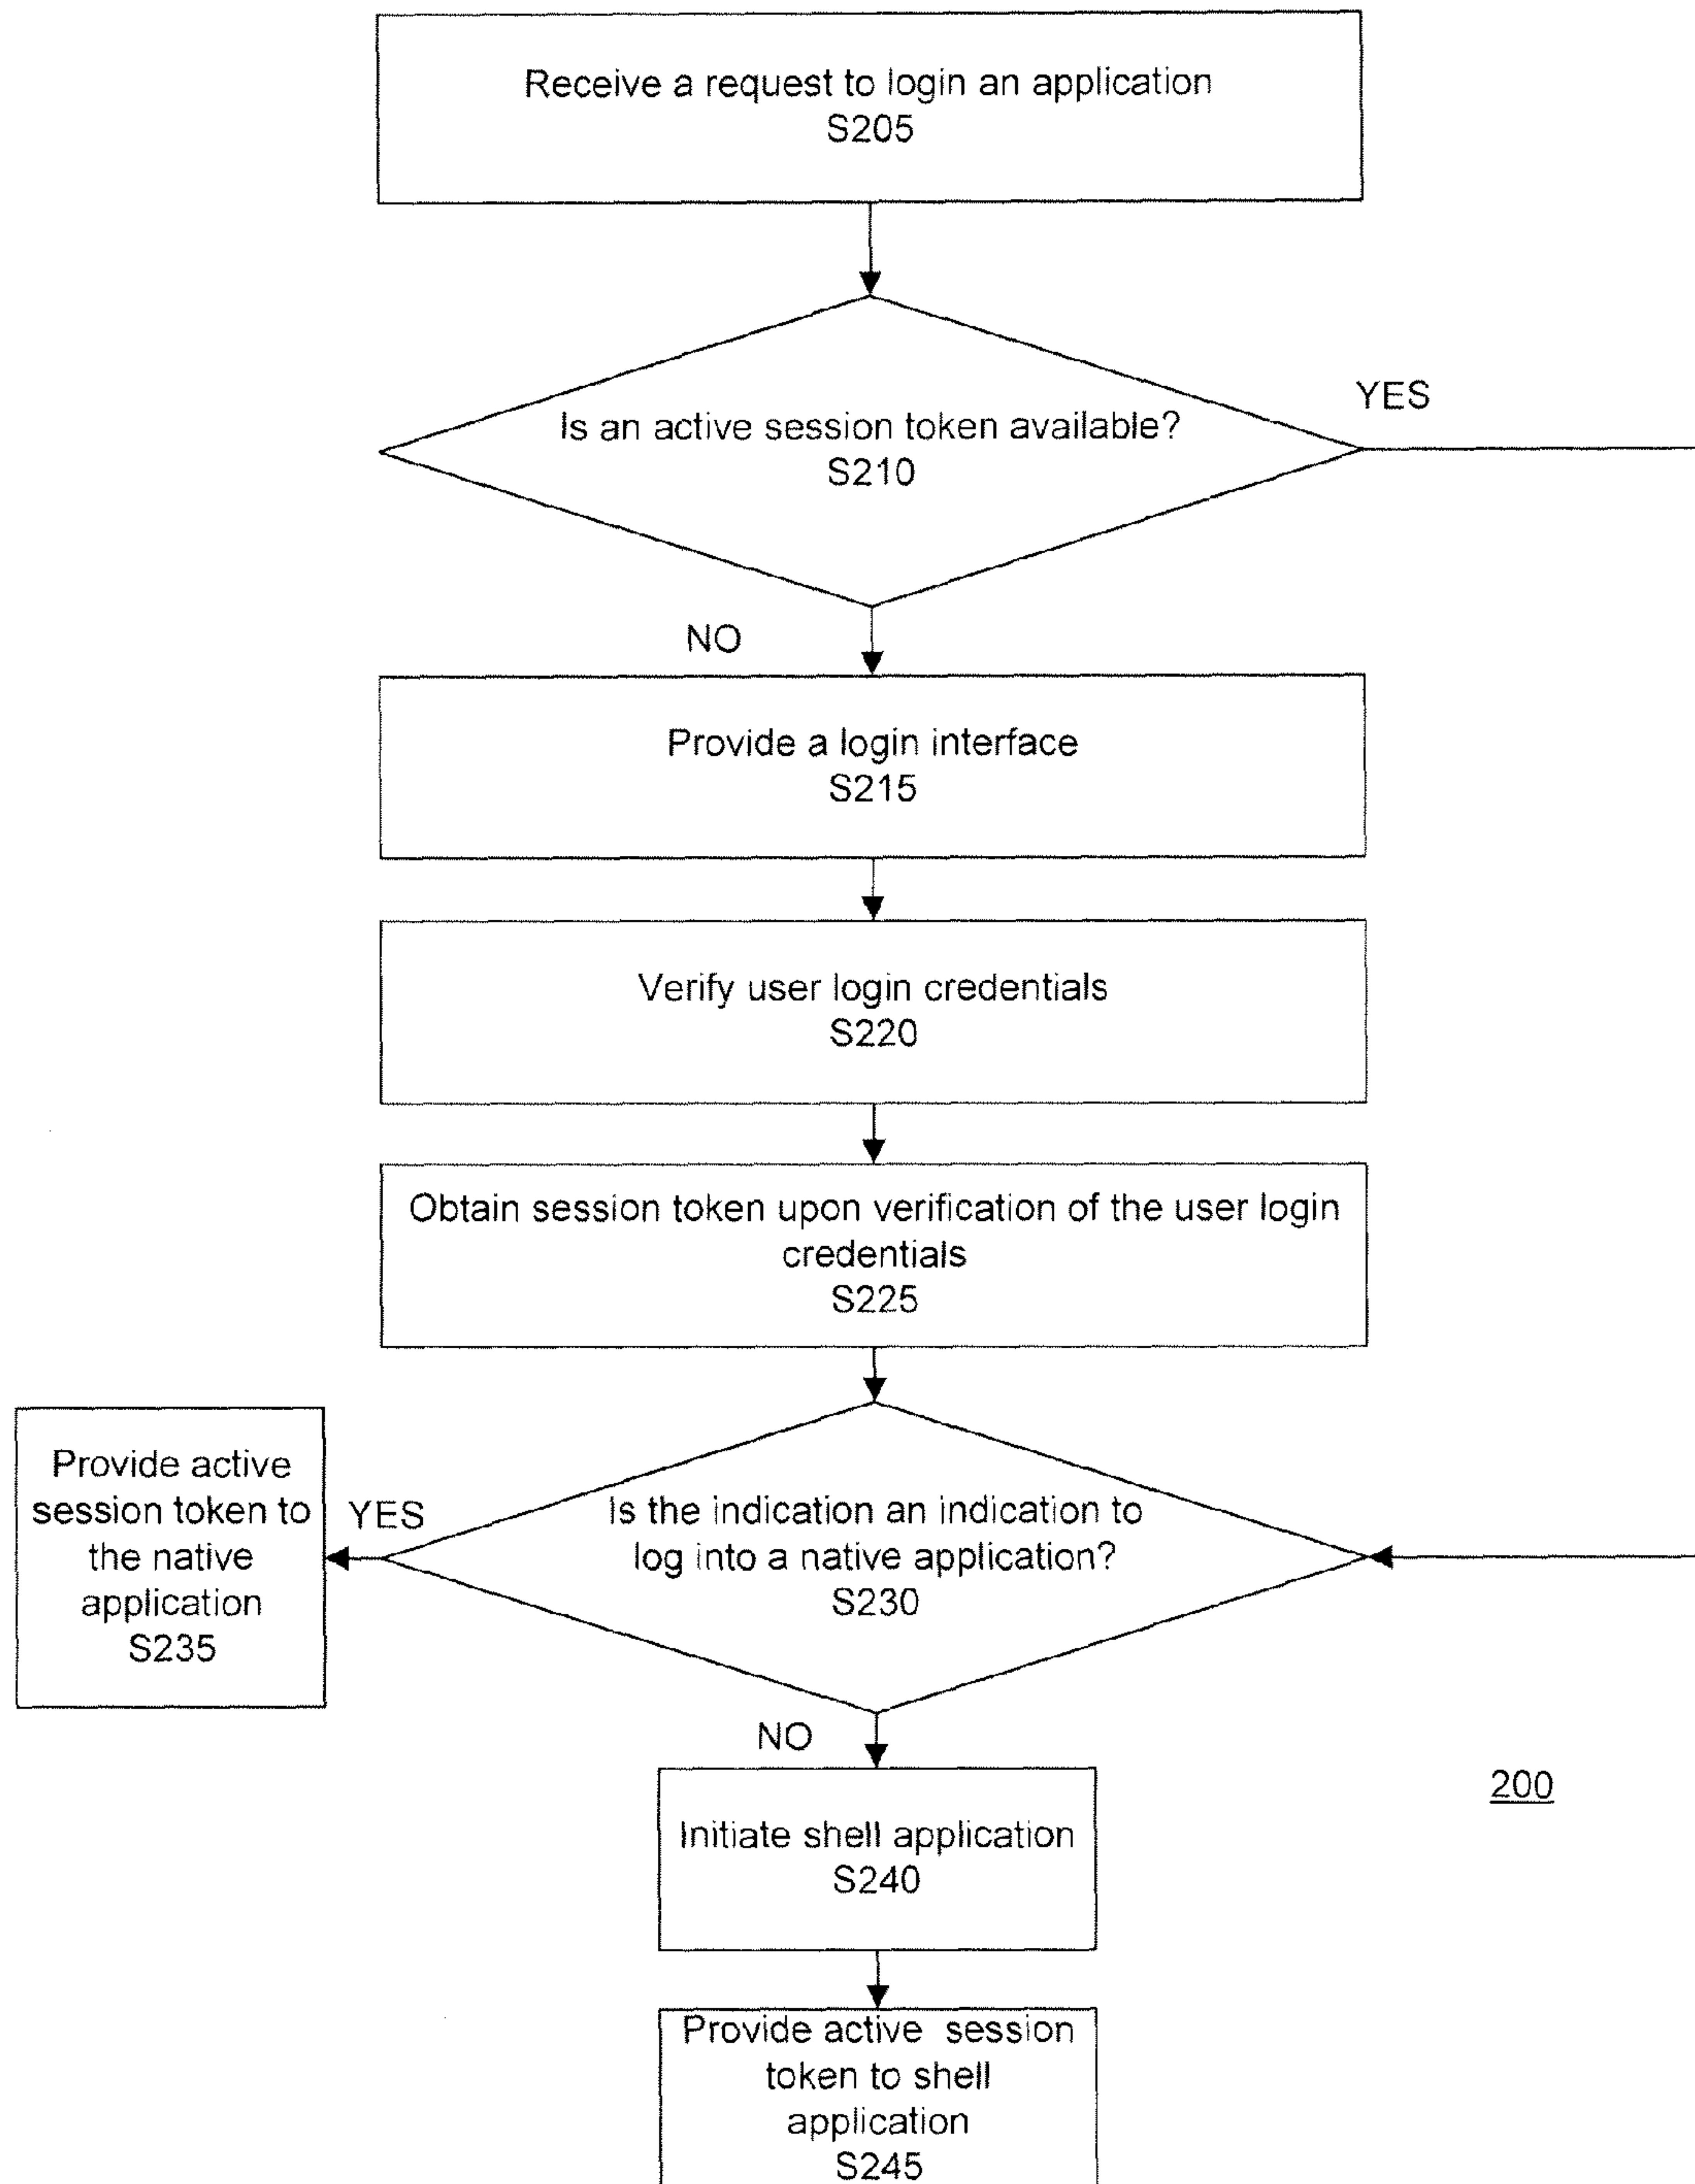 Receive a request to login an application
S205
Is an active session token available?
S210
YES
NO
Provide a login interface
S215
Verify user login credentials
S220
Obtain session token upon verification of the user login
credentials
S225
Provide active
session token to
the native
application
S235
YES
Is the indication an indication to
log into a native application?
S230
NO
Initiate shell application
S240
200
Provide active session
token to shell
application
S245